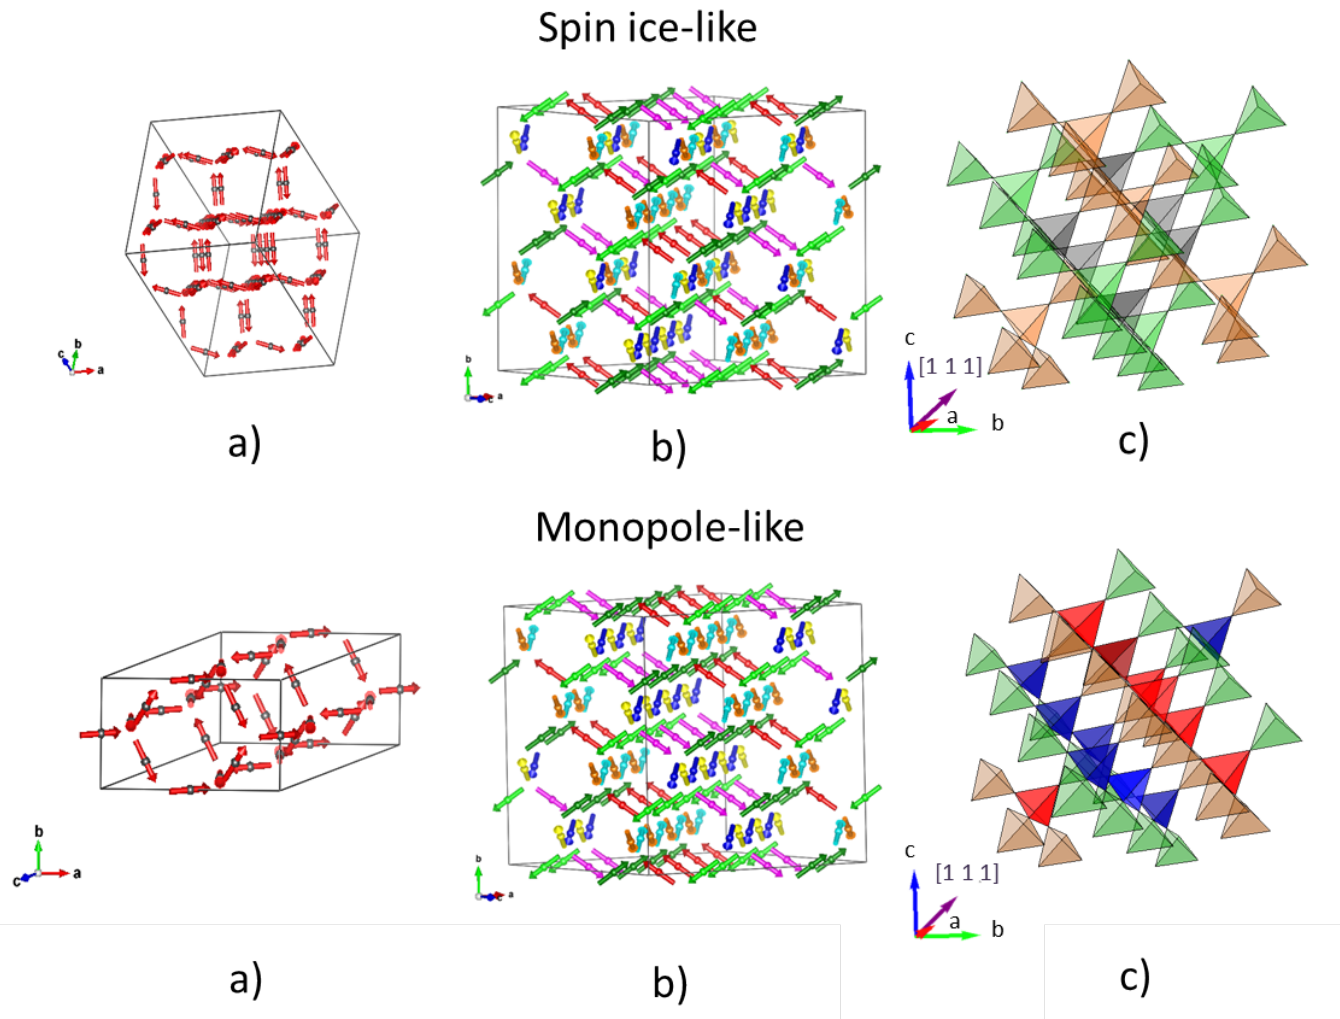 Spin ice-like
c b a
b a c
c [1 1 1] a b
a) b) c)
Monopole-like
b a c
b a c
c [1 1 1] a b
a) b) c)